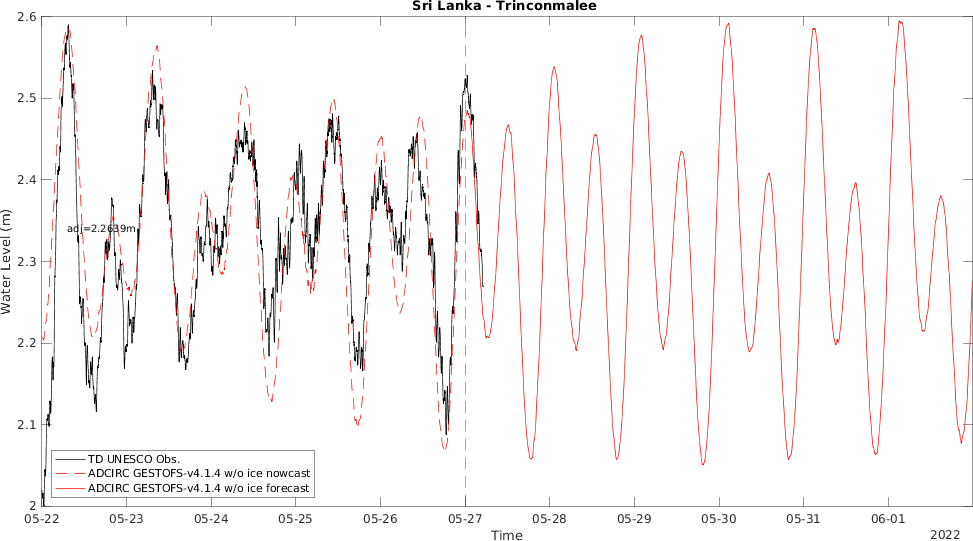 Sri Lanka - Trinconmalee
Water Level (m)
2.6
2.5
2.4
2.3
2.2
2.1
2
adj=2.2639m
TD UNESCO Obs.
ADCIRC GESTOFS-v4.1.4 w/o ice nowcast
ADCIRC GESTOFS-v4.1.4 w/o ice forecast
05-22 05-23 05-24 05-25 05-26 05-27 05-28 05-29 05-30 05-31 06-01
Time
2022